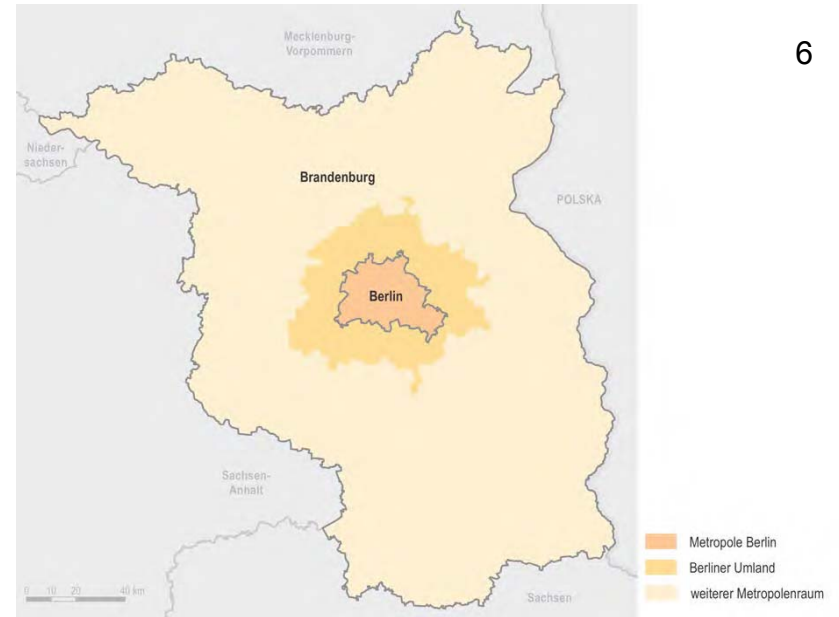 6
Mecklenburg-
Vorpommern
Nieder-
sachsen
Brandenburg
POLSKA
Berlin
Sachsen-
Anhalt
Sachsen
0 10 20 40 km
Metropole Berlin
Berliner Umland
weiterer Metropolenraum